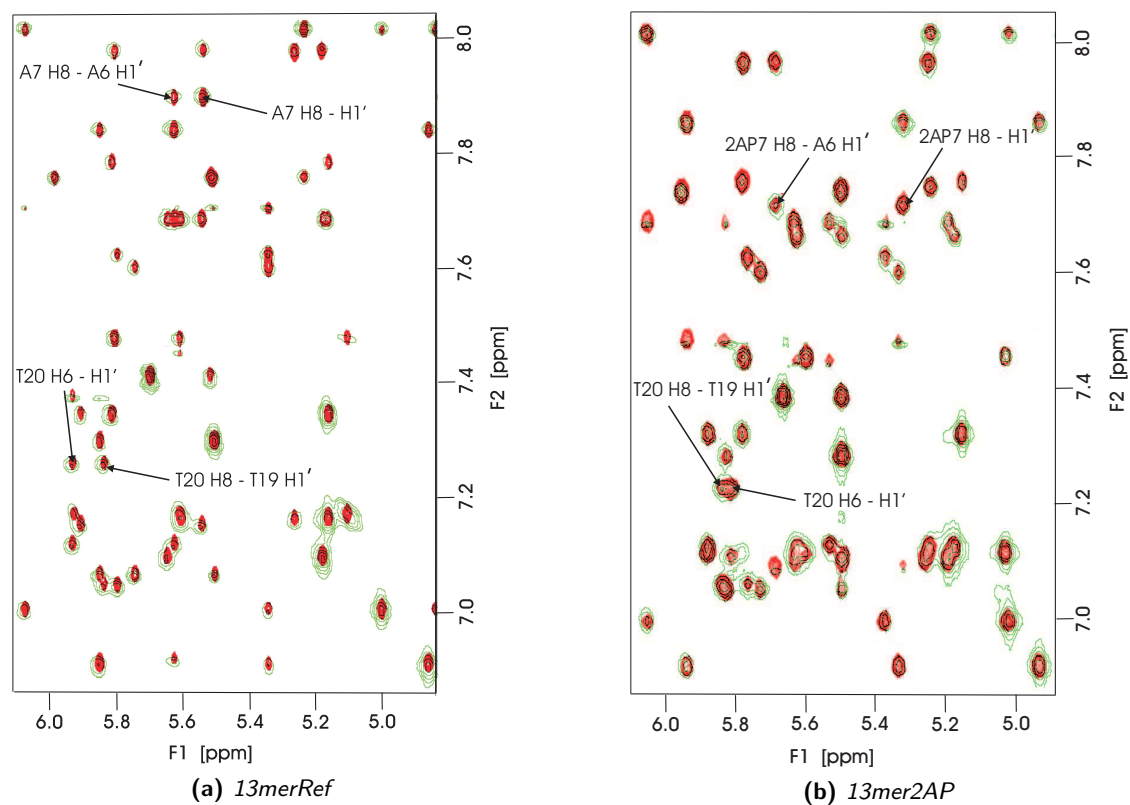 A7 H8 - A6 H1′
A7 H8 - H1′
T20 H6 - H1′
T20 H8 - T19 H1′
8.0
7.8
7.6
7.4
7.2
7.0
F2 [ppm]
6.0 5.8 5.6 5.4 5.2 5.0
F1 [ppm]
(a) 13merRef
2AP7 H8 - A6 H1′
2AP7 H8 - H1′
T20 H8 - T19 H1′
T20 H6 - H1′
8.0
7.8
7.6
7.4
7.2
7.0
F2 [ppm]
6.0 5.8 5.6 5.4 5.2 5.0
F1 [ppm]
(b) 13mer2AP